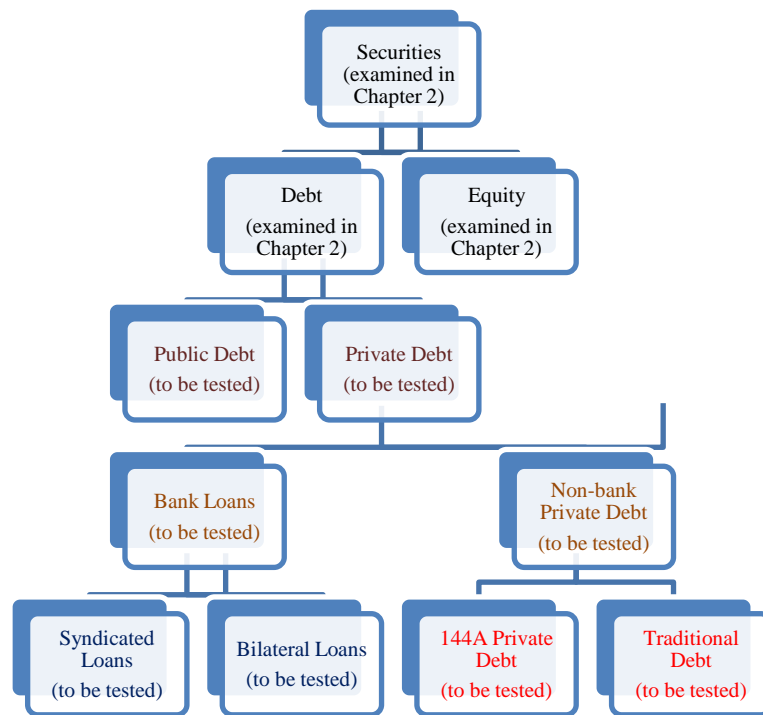 Securities
(examined in
Chapter 2)
Debt
(examined in
Chapter 2)
Equity
(examined in
Chapter 2)
Public Debt
(to be tested)
Private Debt
(to be tested)
Bank Loans
(to be tested)
Non-bank
Private Debt
(to be tested)
Syndicated
Loans
(to be tested)
Bilateral Loans
(to be tested)
144A Private
Debt
(to be tested)
Traditional
Debt
(to be tested)